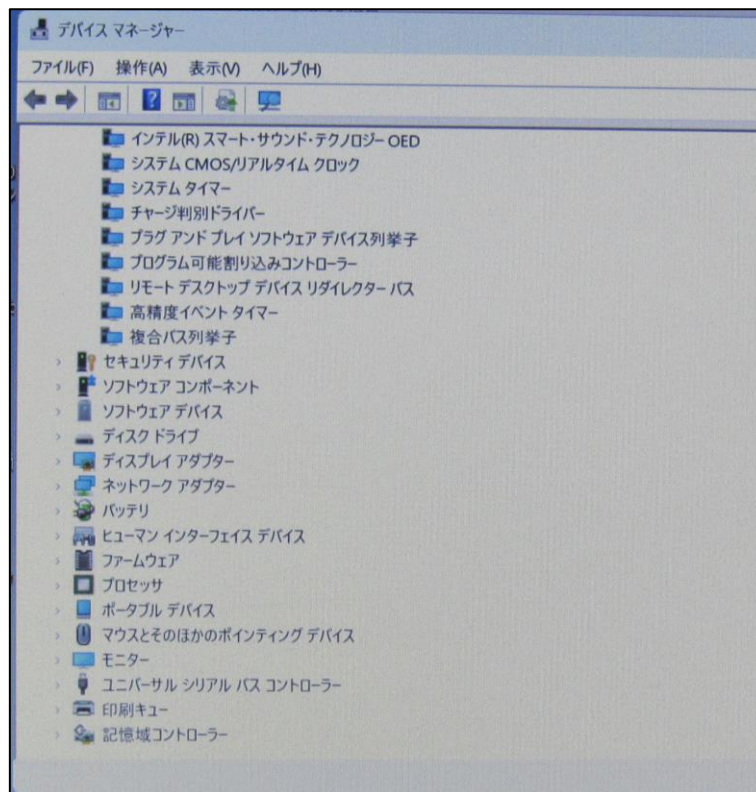 デバイス マネージャー
ファイル(F) 操作(A) 表示(V) ヘルプ(H)
インテル(R) スマート・サウンド・テクノロジー OED
システム CMOS/リアルタイム クロック
システム タイマー
チャージ判別ドライバー
プラグ アンド プレイ ソフトウェア デバイス列挙子
プログラム可能割り込みコントローラー
リモート デスクトップ デバイス リダイレクター バス
高精度イベント タイマー
複合バス列挙子
セキュリティ デバイス
ソフトウェア コンポーネント
ソフトウェア デバイス
ディスク ドライブ
ディスプレイ アダプター
ネットワーク アダプター
バッテリ
ヒューマン インターフェイス デバイス
ファームウェア
プロセッサ
ポータブル デバイス
マウスとそのほかのポインティング デバイス
モニター
ユニバーサル シリアル バス コントローラー
印刷キュー
記憶域コントローラー